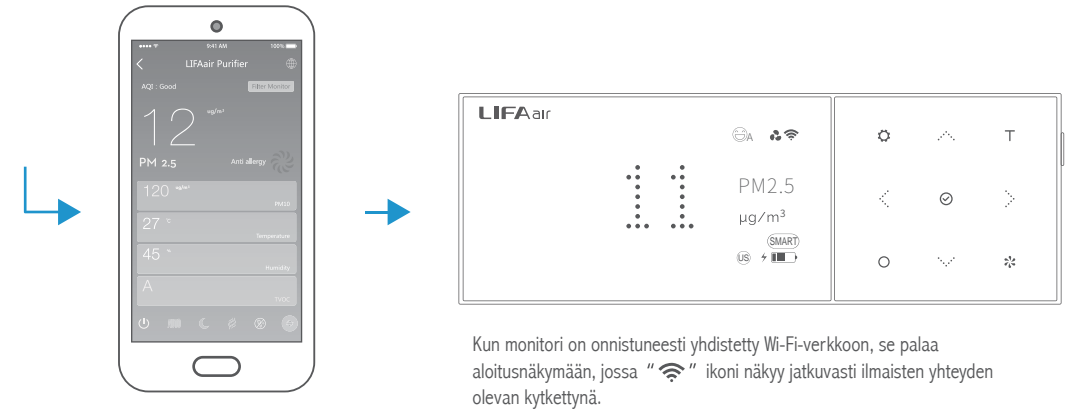 9:41 AM 100%
LIFAair Purifier
AQI : Good Filter Monitor
12 ug/m³
PM 2.5 Anti allergy
120 ug/m³
PM10
27 °c
Temperature
45 %
Humidity
A
TVOC
LIFAair
A
11 PM2.5
µg/m³
SMART
US
T
Kun monitori on onnistuneesti yhdistetty Wi-Fi-verkkoon, se palaa
aloitusnäkymään, jossa “ ” ikoni näkyy jatkuvasti ilmaisten yhteyden
olevan kytkettynä.